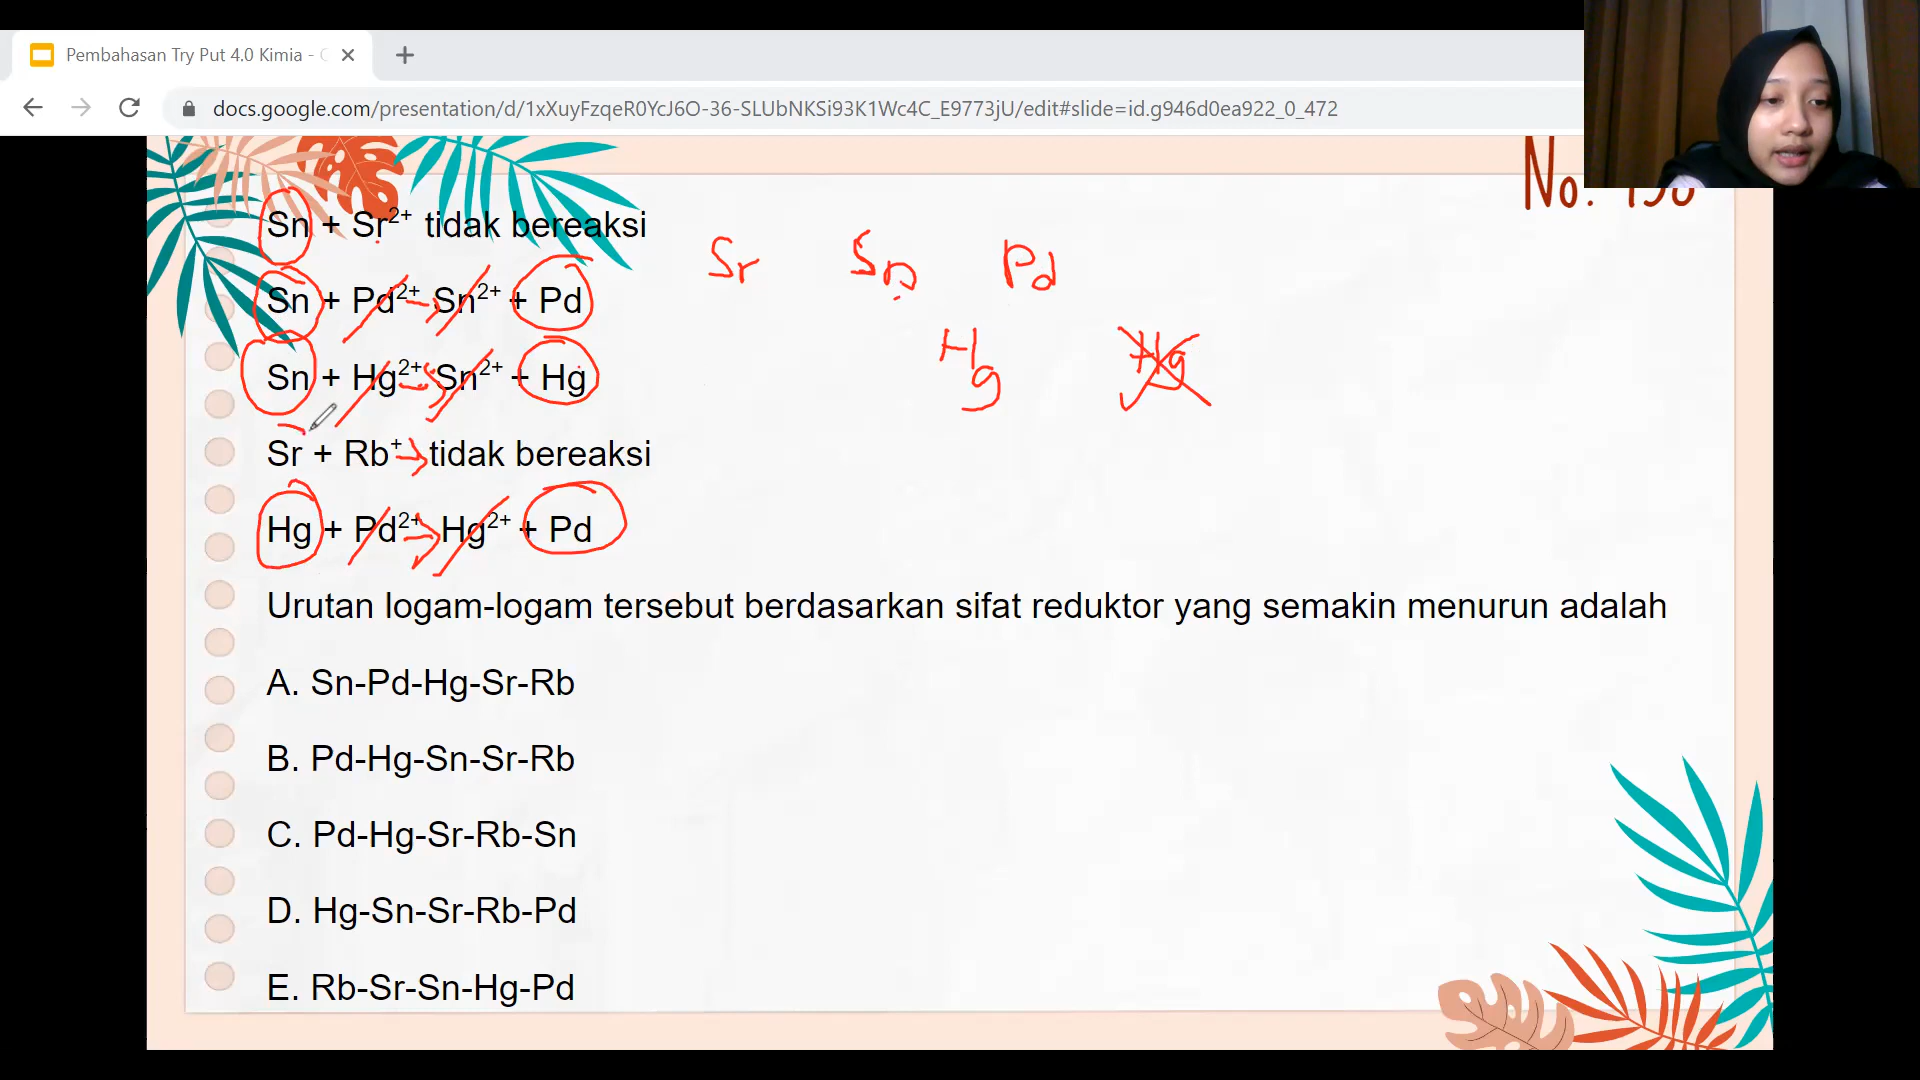 Pembahasan Try Put 4.0 Kimia -
docs.google.com/presentation/d/1xXuyFzqeR0YcJ6O-36-SLUbNKSi93K1Wc4C_E9773jU/edit#slide=id.g946d0ea922_0_472
No.
Sn + Sr²⁺ tidak bereaksi
Sn + Pd²⁺ → Sn²⁺ + Pd
Sn + Hg²⁺ → Sn²⁺ + Hg
Sr + Rb⁺ → tidak bereaksi
Hg + Pd²⁺ → Hg²⁺ + Pd
Sr Sn Pd
Hg Hg
Urutan logam-logam tersebut berdasarkan sifat reduktor yang semakin menurun adalah
A. Sn-Pd-Hg-Sr-Rb
B. Pd-Hg-Sn-Sr-Rb
C. Pd-Hg-Sr-Rb-Sn
D. Hg-Sn-Sr-Rb-Pd
E. Rb-Sr-Sn-Hg-Pd